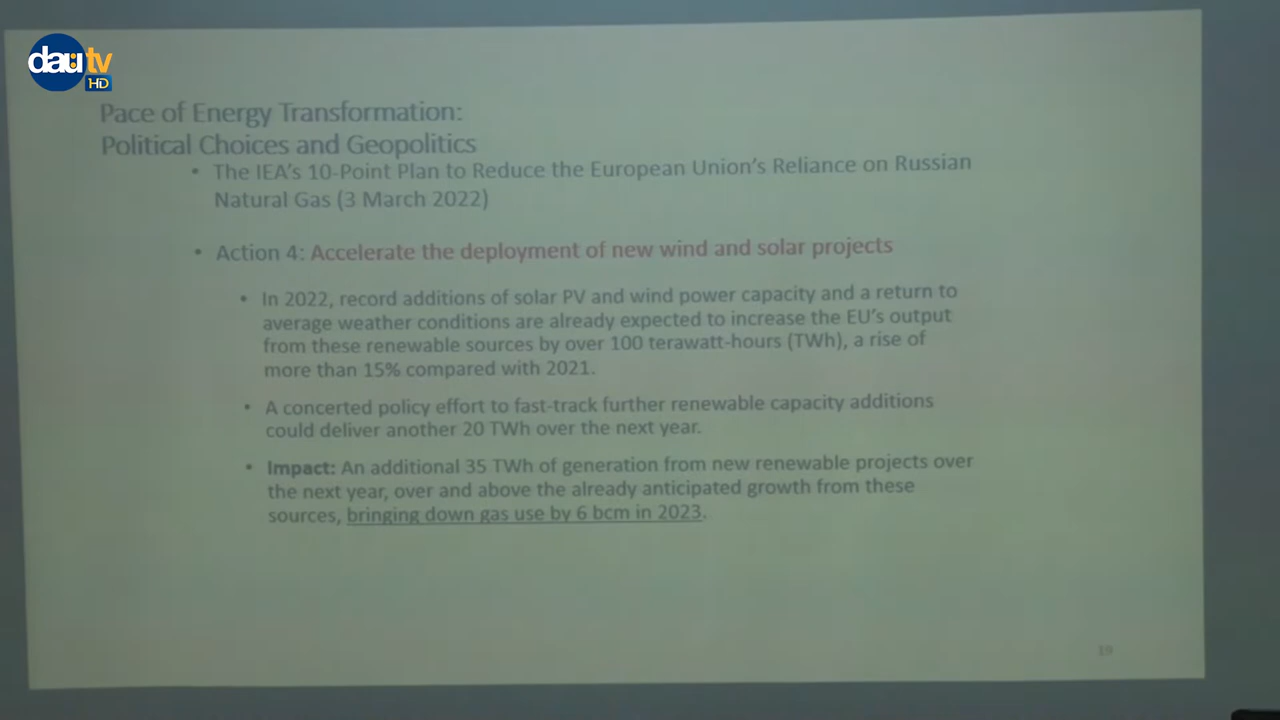 daütv
HD
Pace of Energy Transformation:
Political Choices and Geopolitics
• The IEA's 10-Point Plan to Reduce the European Union's Reliance on Russian
Natural Gas (3 March 2022)
• Action 4: Accelerate the deployment of new wind and solar projects
• In 2022, record additions of solar PV and wind power capacity and a return to
average weather conditions are already expected to increase the EU's output
from these renewable sources by over 100 terawatt-hours (TWh), a rise of
more than 15% compared with 2021.
• A concerted policy effort to fast-track further renewable capacity additions
could deliver another 20 TWh over the next year.
• Impact: An additional 35 TWh of generation from new renewable projects over
the next year, over and above the already anticipated growth from these
sources, bringing down gas use by 6 bcm in 2023.